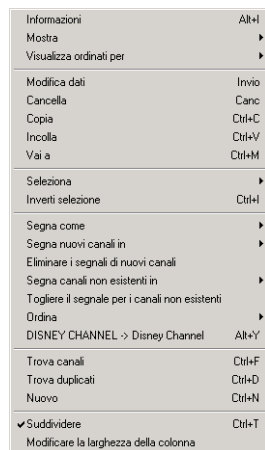 Informazioni Alt+I
Mostra
Visualizza ordinati per
Modifica dati Invio
Cancella Canc
Copia Ctrl+C
Incolla Ctrl+V
Vai a Ctrl+M
Seleziona
Inverti selezione Ctrl+I
Segna come
Segna nuovi canali in
Eliminare i segnali di nuovi canali
Segna canali non esistenti in
Togliere il segnale per i canali non esistenti
Ordina
DISNEY CHANNEL -> Disney Channel Alt+Y
Trova canali Ctrl+F
Trova duplicati Ctrl+D
Nuovo Ctrl+N
Suddividere Ctrl+T
Modificare la larghezza della colonna